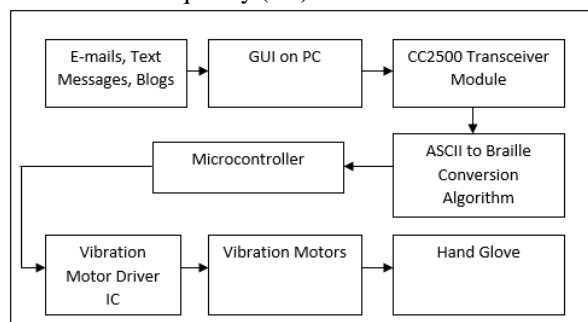 E-mails, Text
Messages, Blogs
GUI on PC
CC2500 Transceiver
Module
Microcontroller
ASCII to Braille
Conversion
Algorithm
Vibration
Motor Driver
IC
Vibration Motors
Hand Glove